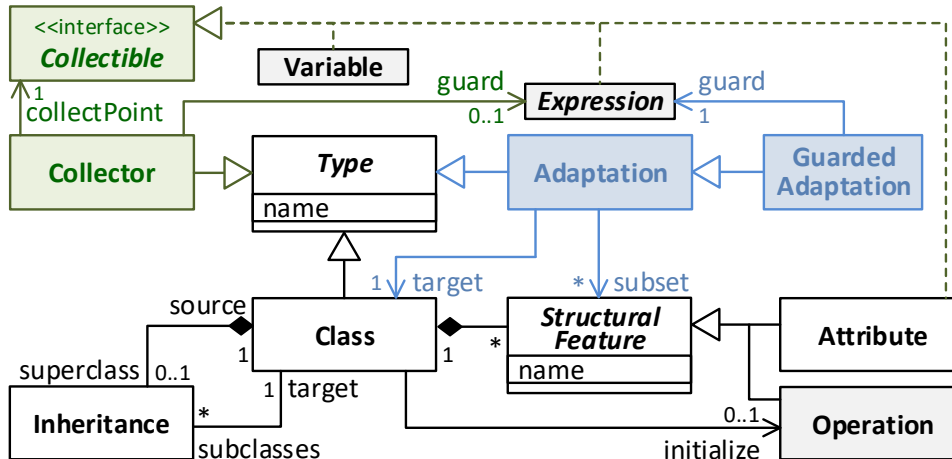 <<interface>>
Collectible
Variable
guard
0..1
Expression
guard
1
1
collectPoint
Collector
Type
name
Adaptation
Guarded
Adaptation
1 target
* subset
source
1
Class
1
*
Structural
Feature
name
Attribute
superclass 0..1
1 target
Inheritance
*
subclasses
0..1
initialize
Operation